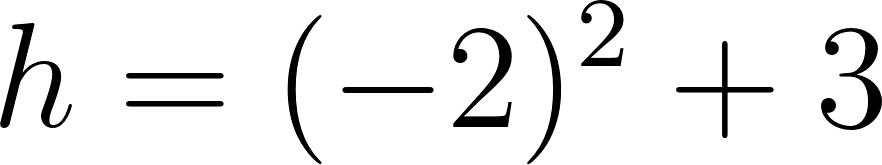 h = (−2)² + 3